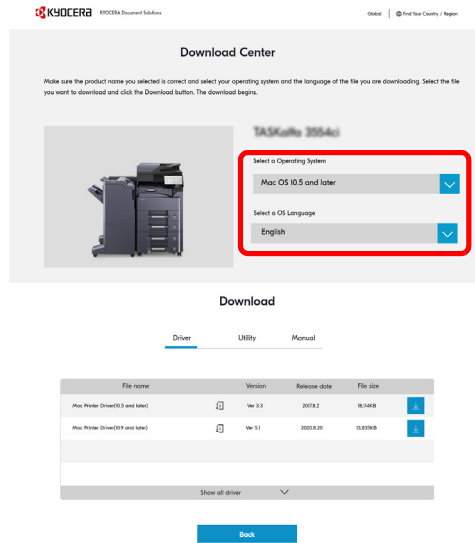 KYOCERA KYOCERA Document Solutions
Global Find Your Country / Region
Download Center
Make sure the product name you selected is correct and select your operating system and the language of the file you are downloading. Select the file
you want to download and click the Download button. The download begins.
TASKalfa 3554ci
Select a Operating System
Mac OS 10.5 and later
Select a OS Language
English
Download
Driver Utility Manual
File name Version Release date File size
Mac Printer Driver(10.5 and later) Ver 3.3 2017.8.2 18,114KB
Mac Printer Driver(10.9 and later) Ver 5.1 2020.8.20 13,835KB
Show all driver
Back